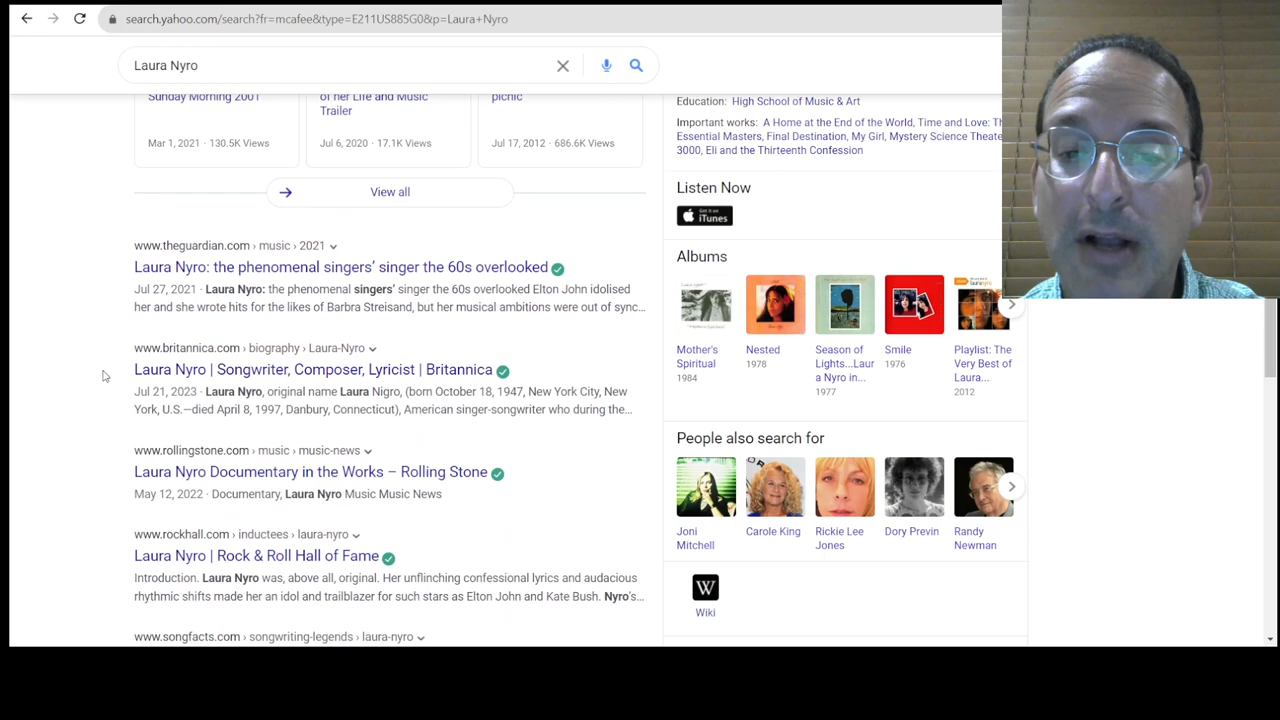 search.yahoo.com/search?fr=mcafee&type=E211US885G0&p=Laura+Nyro
Laura Nyro
Sunday Morning 2001
of her Life and Music
Trailer
picnic
Mar 1, 2021 · 130.5K Views
Jul 6, 2020 · 17.1K Views
Jul 17, 2012 · 686.6K Views
View all
www.theguardian.com › music › 2021
Laura Nyro: the phenomenal singers’ singer the 60s overlooked
Jul 27, 2021 · Laura Nyro: the phenomenal singers’ singer the 60s overlooked Elton John idolised
her and she wrote hits for the likes of Barbra Streisand, but her musical ambitions were out of sync...
www.britannica.com › biography › Laura-Nyro
Laura Nyro | Songwriter, Composer, Lyricist | Britannica
Jul 21, 2023 · Laura Nyro, original name Laura Nigro, (born October 18, 1947, New York City, New
York, U.S.—died April 8, 1997, Danbury, Connecticut), American singer-songwriter who during the...
www.rollingstone.com › music › music-news
Laura Nyro Documentary in the Works – Rolling Stone
May 12, 2022 · Documentary, Laura Nyro Music Music News
www.rockhall.com › inductees › laura-nyro
Laura Nyro | Rock & Roll Hall of Fame
Introduction. Laura Nyro was, above all, original. Her unflinching confessional lyrics and audacious
rhythmic shifts made her an idol and trailblazer for such stars as Elton John and Kate Bush. Nyro's...
www.songfacts.com › songwriting-legends › laura-nyro
Education: High School of Music & Art
Important works: A Home at the End of the World, Time and Love: Th
Essential Masters, Final Destination, My Girl, Mystery Science Theate
3000, Eli and the Thirteenth Confession
Listen Now
Get it on
iTunes
Albums
Mother's
Spiritual
1984
Nested
1978
Season of
Lights...Laur
a Nyro in...
1977
Smile
1976
Playlist: The
Very Best of
Laura...
2012
People also search for
Joni
Mitchell
Carole King
Rickie Lee
Jones
Dory Previn
Randy
Newman
W
Wiki